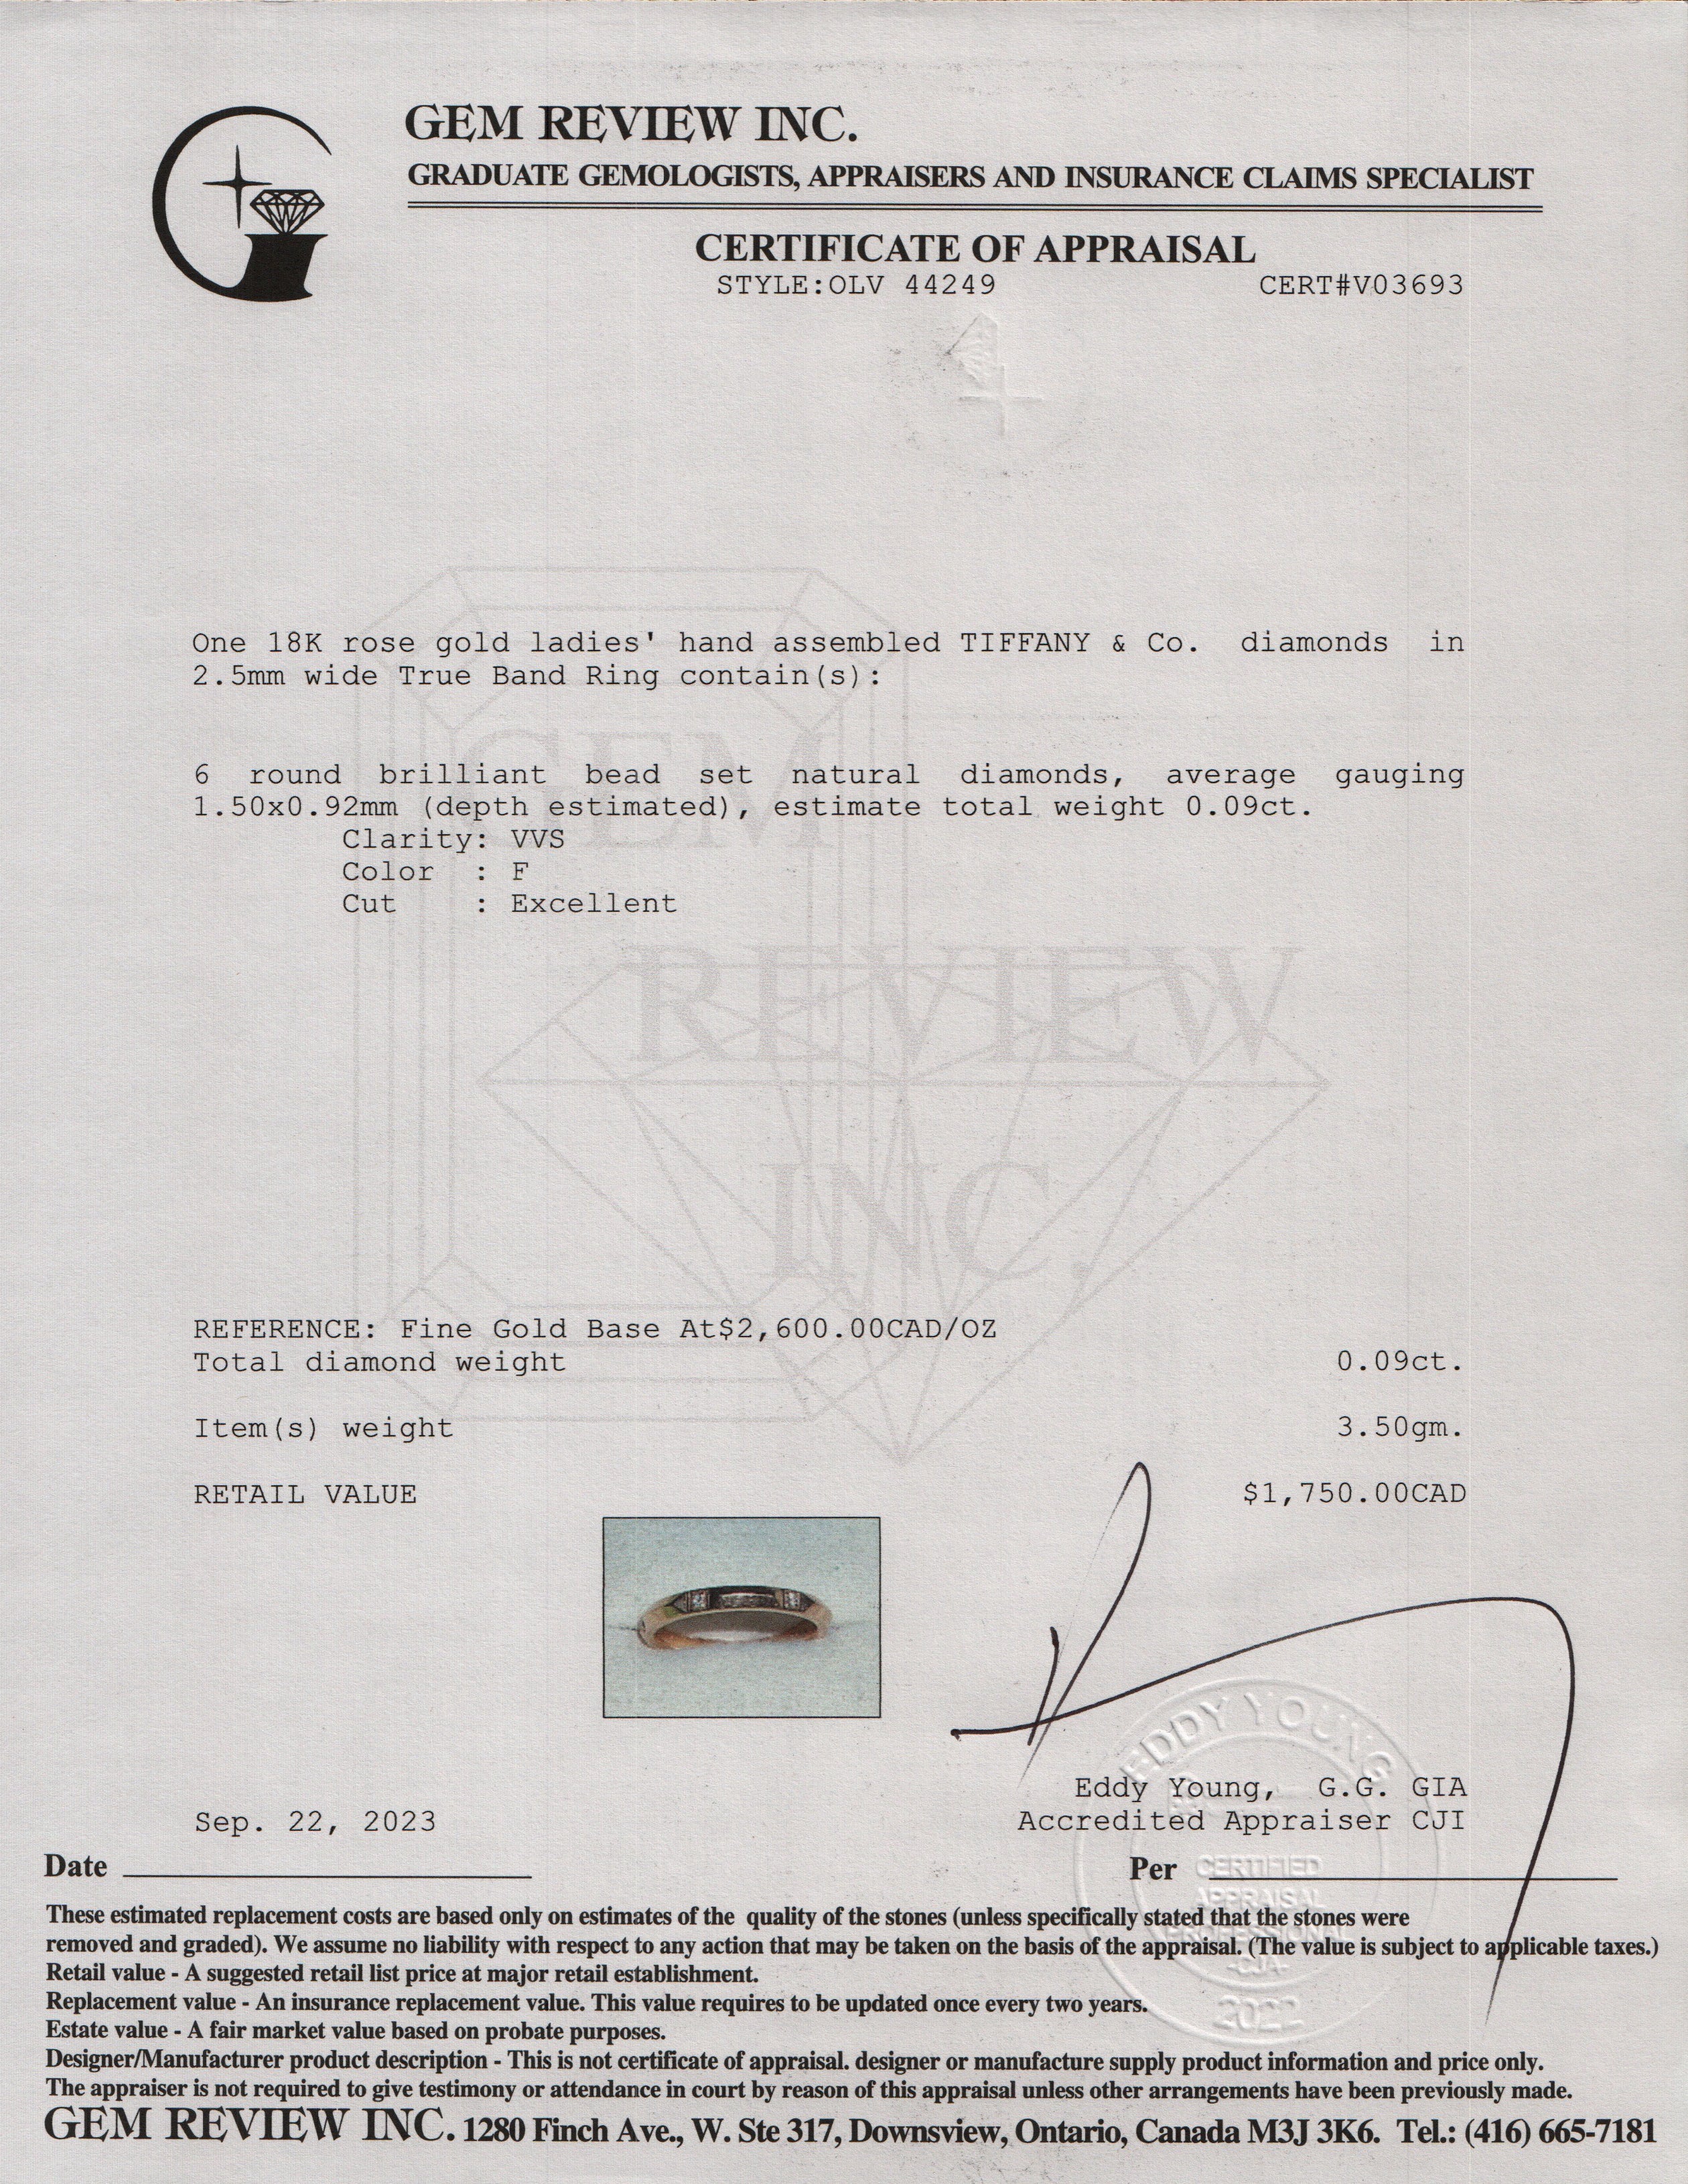 GEM REVIEW INC.
GRADUATE GEMOLOGISTS, APPRAISERS AND INSURANCE CLAIMS SPECIALIST
CERTIFICATE OF APPRAISAL
STYLE:OLV 44249 CERT#V03693
One 18K rose gold ladies' hand assembled TIFFANY & Co. diamonds in
2.5mm wide True Band Ring contain(s):
GEM
6 round brilliant bead set natural diamonds, average gauging
1.50x0.92mm (depth estimated), estimate total weight 0.09ct.
Clarity: VVS
Color : F
Cut : Excellent
REVIEW
INC.
REFERENCE: Fine Gold Base At$2,600.00CAD/OZ
Total diamond weight 0.09ct.
Item(s) weight 3.50gm.
RETAIL VALUE $1,750.00CAD
EDDY YOUNG
Eddy Young, G.G. GIA
Sep. 22, 2023 Accredited Appraiser CJI
Date Per
CERTIFIED
APPRAISAL
PROFESSIONAL
-CJA-
2022
These estimated replacement costs are based only on estimates of the quality of the stones (unless specifically stated that the stones were
removed and graded). We assume no liability with respect to any action that may be taken on the basis of the appraisal. (The value is subject to applicable taxes.)
Retail value - A suggested retail list price at major retail establishment.
Replacement value - An insurance replacement value. This value requires to be updated once every two years.
Estate value - A fair market value based on probate purposes.
Designer/Manufacturer product description - This is not certificate of appraisal. designer or manufacture supply product information and price only.
The appraiser is not required to give testimony or attendance in court by reason of this appraisal unless other arrangements have been previously made.
GEM REVIEW INC. 1280 Finch Ave., W. Ste 317, Downsview, Ontario, Canada M3J 3K6. Tel.: (416) 665-7181